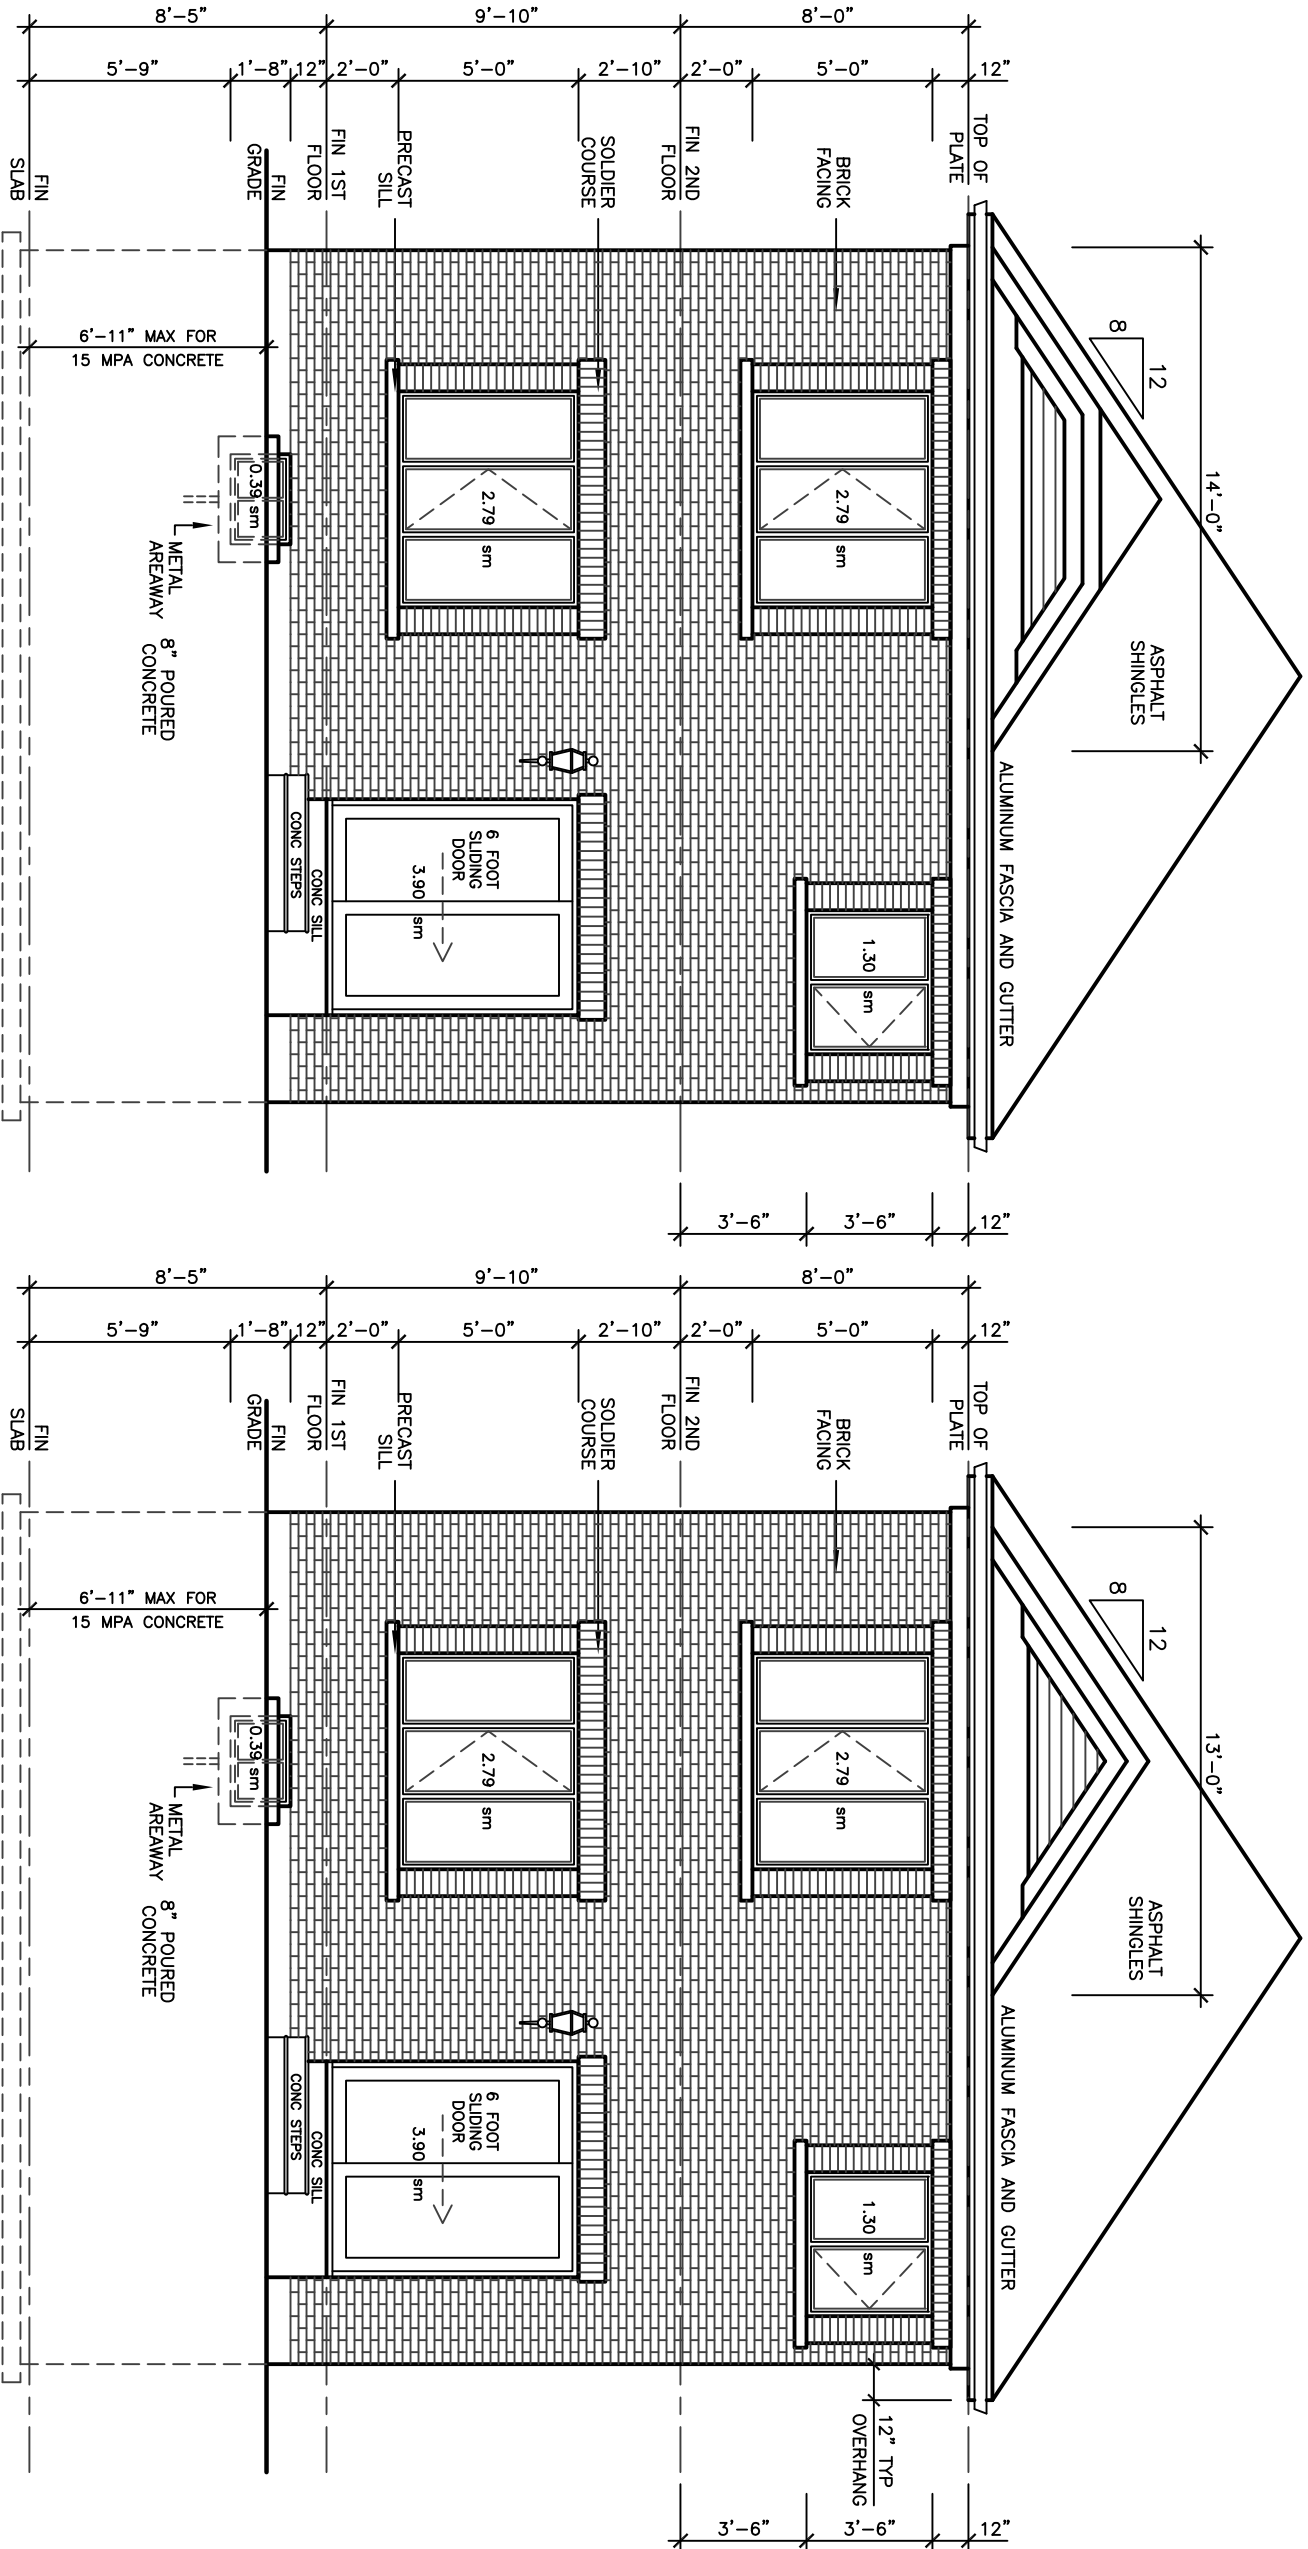 14'-0"
12
8
ASPHALT
SHINGLES
ALUMINUM FASCIA AND GUTTER
TOP OF
PLATE
BRICK
FACING
FIN 2ND
FLOOR
SOLDIER
COURSE
PRECAST
SILL
FIN 1ST
FLOOR
FIN
GRADE
FIN
SLAB
12"
8'-0"
5'-0"
2'-0"
9'-10"
2'-10"
5'-0"
2'-0"
8'-5"
12"
1'-8"
5'-9"
2.79 sm
1.30 sm
2.79 sm
6 FOOT
SLIDING
DOOR
3.90 sm
CONC SILL
CONC STEPS
0.39 sm
6'-11" MAX FOR
15 MPA CONCRETE
METAL
AREAWAY
8" POURED
CONCRETE
12"
3'-6"
3'-6"
13'-0"
12
8
ASPHALT
SHINGLES
ALUMINUM FASCIA AND GUTTER
TOP OF
PLATE
BRICK
FACING
FIN 2ND
FLOOR
SOLDIER
COURSE
PRECAST
SILL
FIN 1ST
FLOOR
FIN
GRADE
FIN
SLAB
12"
8'-0"
5'-0"
2'-0"
9'-10"
2'-10"
5'-0"
2'-0"
8'-5"
12"
1'-8"
5'-9"
2.79 sm
1.30 sm
2.79 sm
6 FOOT
SLIDING
DOOR
3.90 sm
CONC SILL
CONC STEPS
0.39 sm
6'-11" MAX FOR
15 MPA CONCRETE
METAL
AREAWAY
8" POURED
CONCRETE
12" TYP
OVERHANG
12"
3'-6"
3'-6"